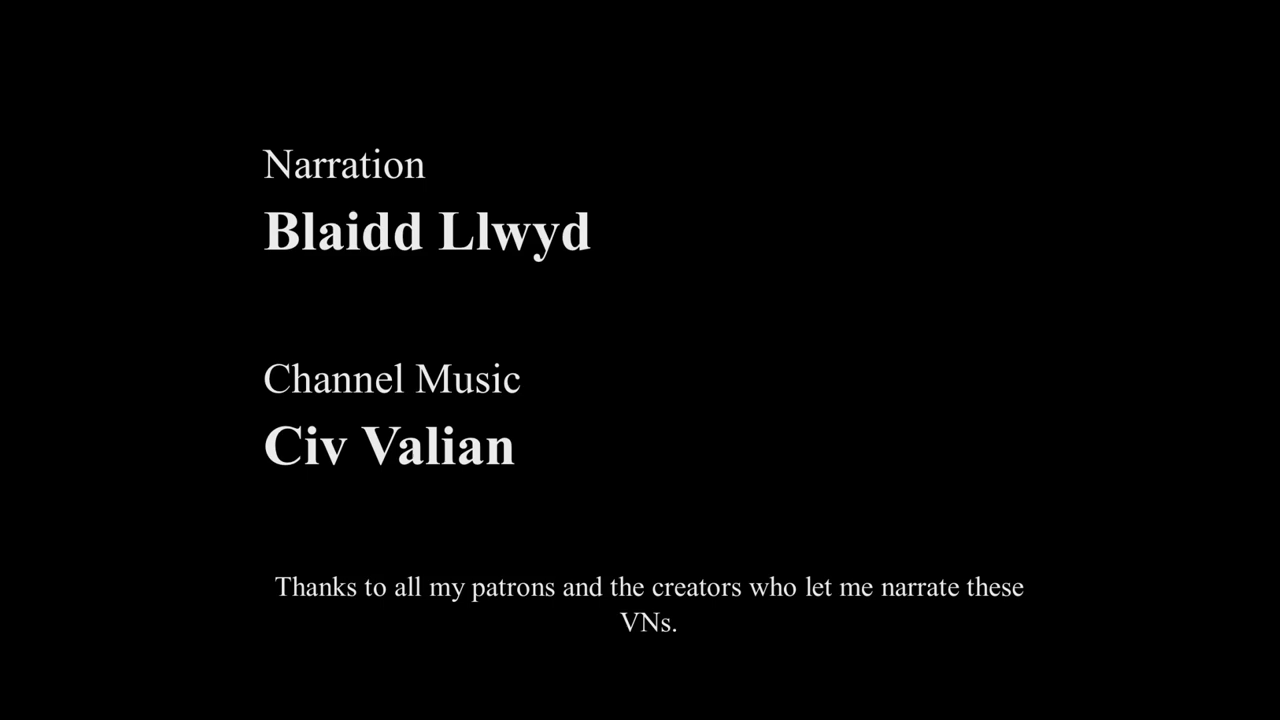 Narration
Blaidd Llwyd
Channel Music
Civ Valian
Thanks to all my patrons and the creators who let me narrate these
VNs.